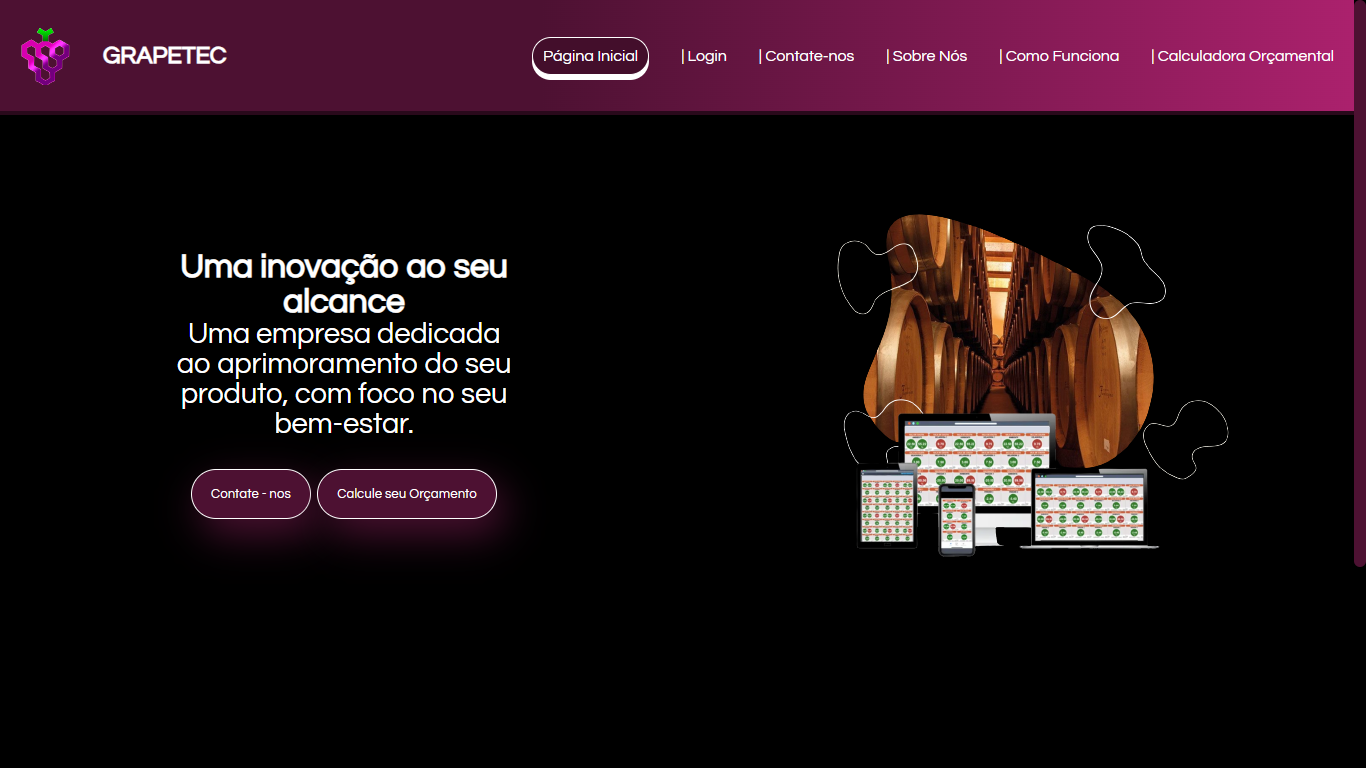 GRAPETEC
Página Inicial | Login | Contate-nos | Sobre Nós | Como Funciona | Calculadora Orçamental
Uma inovação ao seu
alcance
Uma empresa dedicada
ao aprimoramento do seu
produto, com foco no seu
bem-estar.
Contate - nos
Calcule seu Orçamento